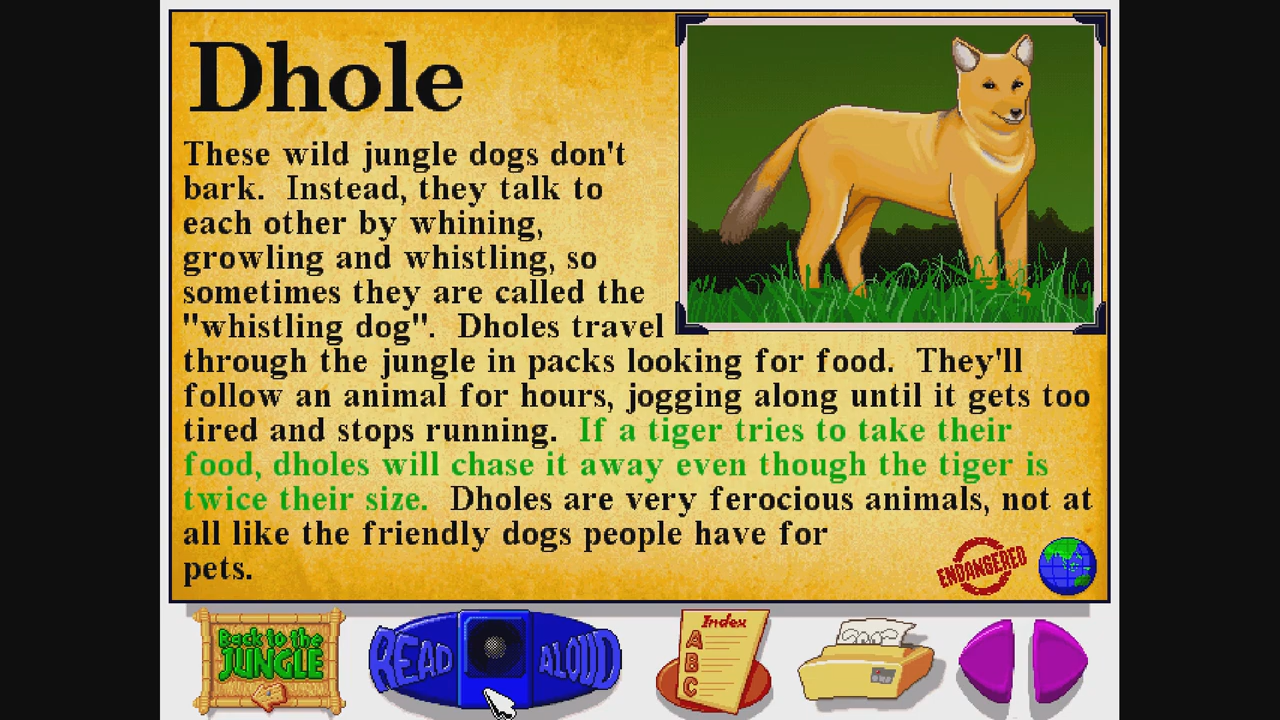 Dhole
These wild jungle dogs don't
bark.  Instead, they talk to
each other by whining,
growling and whistling, so
sometimes they are called the
"whistling dog".  Dholes travel
through the jungle in packs looking for food.  They'll
follow an animal for hours, jogging along until it gets too
tired and stops running.  If a tiger tries to take their
food, dholes will chase it away even though the tiger is
twice their size.  Dholes are very ferocious animals, not at
all like the friendly dogs people have for
pets.
ENDANGERED
Back to the
JUNGLE
READ ALOUD
Index
A
B
C